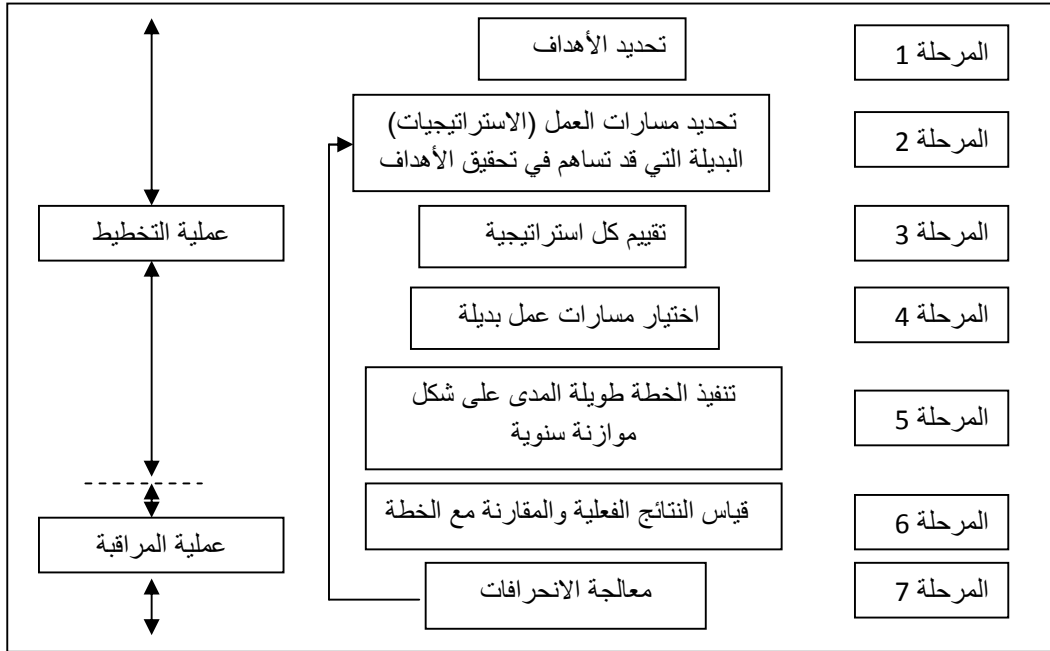 المرحلة 1
تحديد الأهداف
المرحلة 2
تحديد مسارات العمل (الاستراتيجيات)
البديلة التي قد تساهم في تحقيق الأهداف
المرحلة 3
تقييم كل استراتيجية
عملية التخطيط
المرحلة 4
اختيار مسارات عمل بديلة
المرحلة 5
تنفيذ الخطة طويلة المدى على شكل
موازنة سنوية
المرحلة 6
قياس النتائج الفعلية والمقارنة مع الخطة
عملية المراقبة
المرحلة 7
معالجة الانحرافات